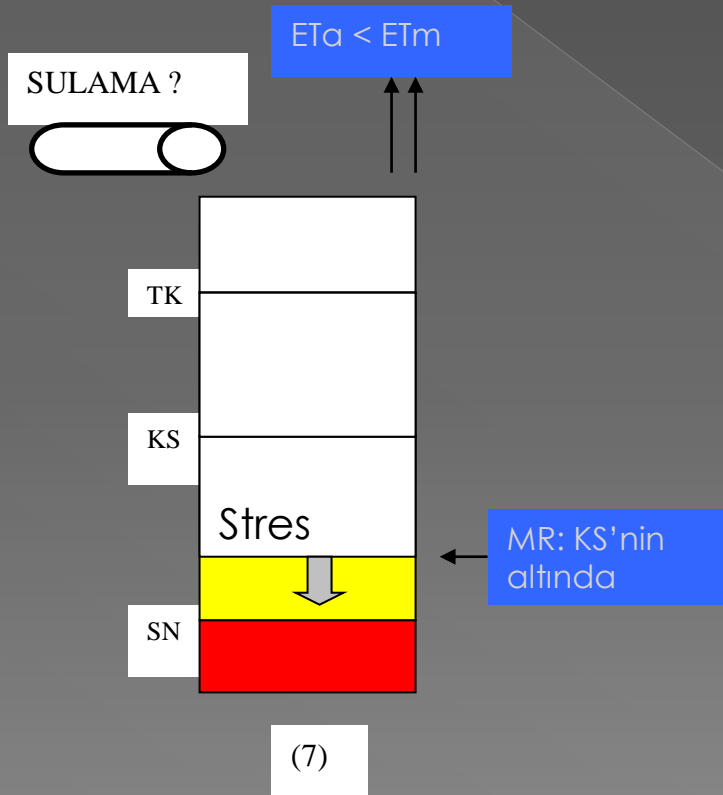 ETa < ETm
SULAMA ?
TK
KS
Stres
MR: KS'nin
altında
SN
(7)